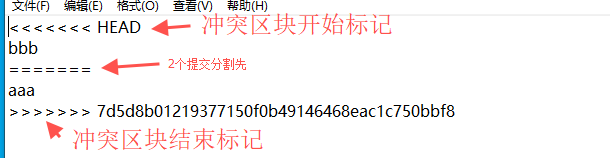 文件(F) 编辑(E) 格式(O) 查看(V) 帮助(H)
<<<<<<< HEAD 冲突区块开始标记
bbb
======= 2个提交分割先
aaa
>>>>>>> 7d5d8b01219377150f0b49146468eac1c750bbf8
冲突区块结束标记